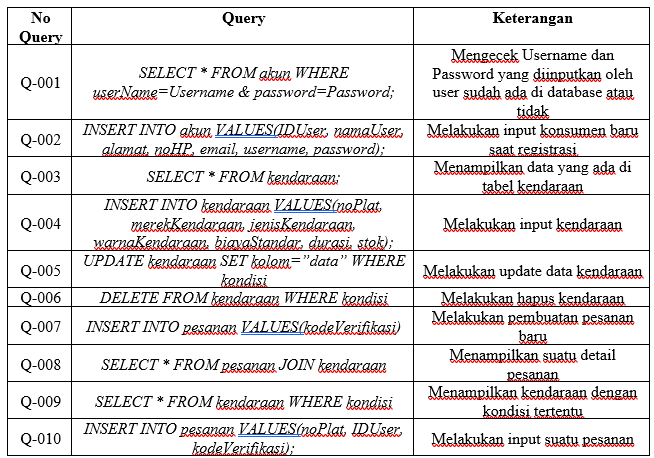 No Query Query Keterangan
Q-001 SELECT * FROM akun WHERE userName=Username & password=Password; Mengecek Username dan Password yang diinputkan oleh user sudah ada di database atau tidak
Q-002 INSERT INTO akun VALUES(IDUser, namaUser, alamat, noHP, email, username, password); Melakukan input konsumen baru saat registrasi
Q-003 SELECT * FROM kendaraan; Menampilkan data yang ada di tabel kendaraan
Q-004 INSERT INTO kendaraan VALUES(noPlat, merekKendaraan, jenisKendaraan, warnaKendaraan, biayaStandar, durasi, stok); Melakukan input kendaraan
Q-005 UPDATE kendaraan SET kolom=”data” WHERE kondisi Melakukan update data kendaraan
Q-006 DELETE FROM kendaraan WHERE kondisi Melakukan hapus kendaraan
Q-007 INSERT INTO pesanan VALUES(kodeVerifikasi) Melakukan pembuatan pesanan baru
Q-008 SELECT * FROM pesanan JOIN kendaraan Menampilkan suatu detail pesanan
Q-009 SELECT * FROM kendaraan WHERE kondisi Menampilkan kendaraan dengan kondisi tertentu
Q-010 INSERT INTO pesanan VALUES(noPlat, IDUser, kodeVerifikasi); Melakukan input suatu pesanan